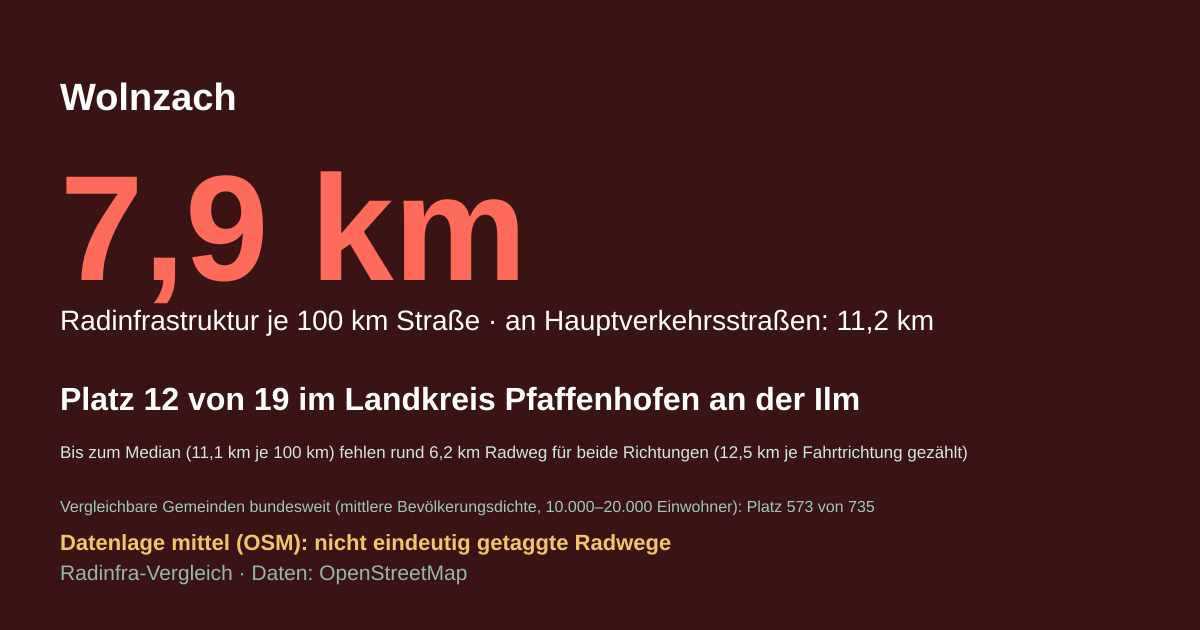 Wolnzach
7,9 km
Radinfrastruktur je 100 km Straße · an Hauptverkehrsstraßen: 11,2 km
Platz 12 von 19 im Landkreis Pfaffenhofen an der Ilm
Bis zum Median (11,1 km je 100 km) fehlen rund 6,2 km Radweg für beide Richtungen (12,5 km je Fahrtrichtung gezählt)
Vergleichbare Gemeinden bundesweit (mittlere Bevölkerungsdichte, 10.000–20.000 Einwohner): Platz 573 von 735
Datenlage mittel (OSM): nicht eindeutig getaggte Radwege
Radinfra-Vergleich · Daten: OpenStreetMap